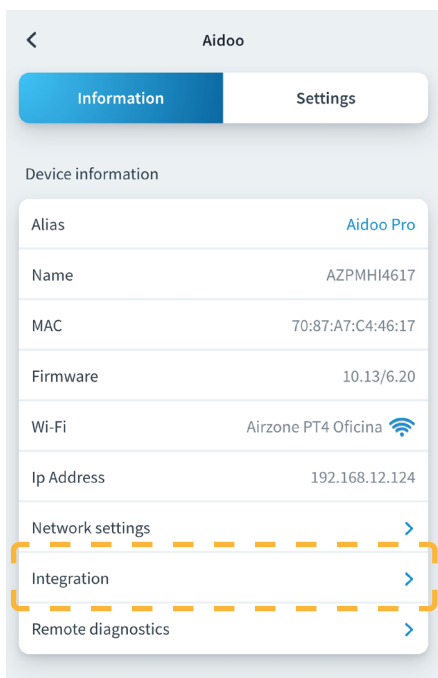 Aidoo
Information Settings
Device information
Alias Aidoo Pro
Name AZPMHI4617
MAC 70:87:A7:C4:46:17
Firmware 10.13/6.20
Wi-Fi Airzone PT4 Oficina
Ip Address 192.168.12.124
Network settings
Integration
Remote diagnostics